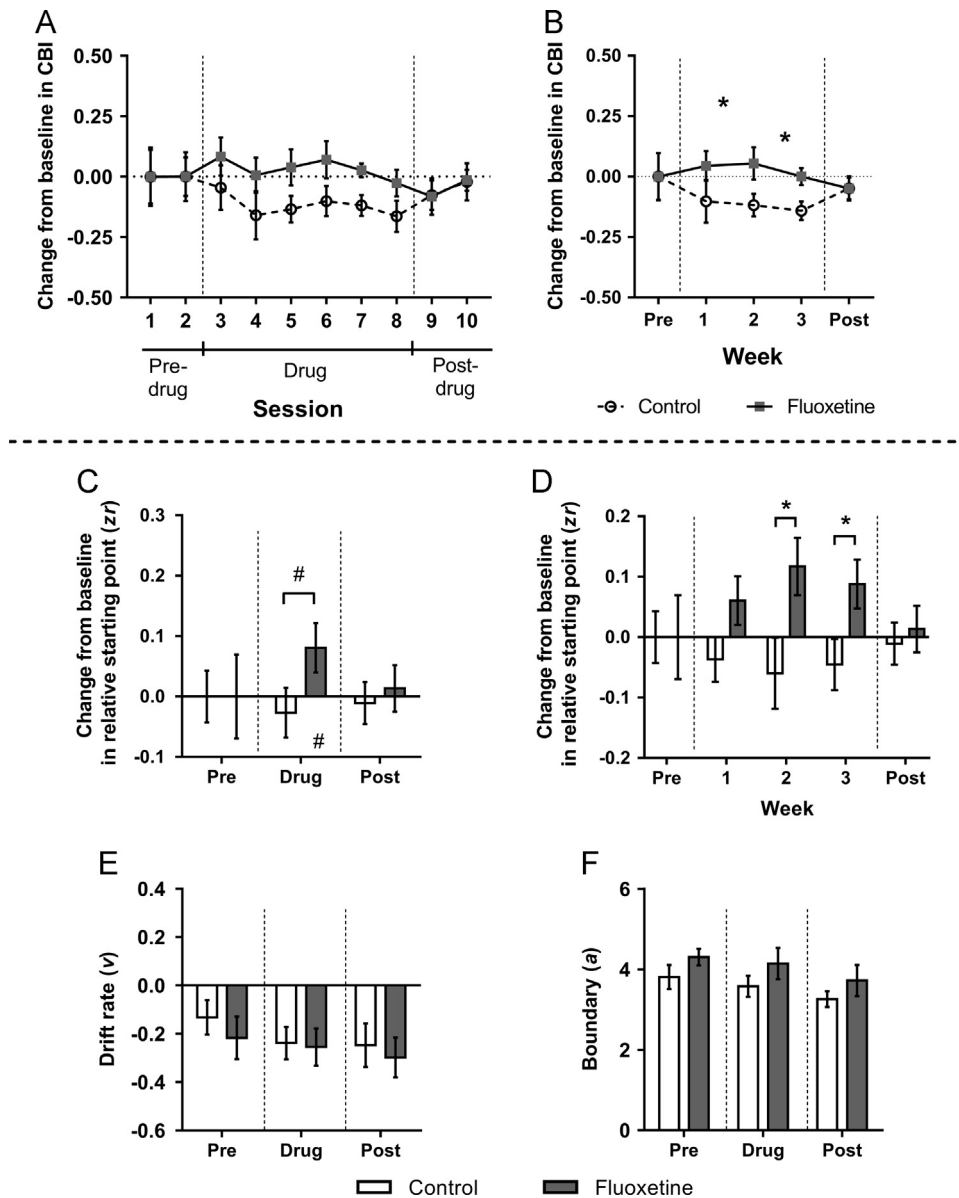 A
Change from baseline in CBI
0.50
0.25
0.00
-0.25
-0.50
1 2 3 4 5 6 7 8 9 10
Pre-
drug
Drug
Post-
drug
Session
B
Change from baseline in CBI
0.50
0.25
0.00
-0.25
-0.50
*
*
Pre 1 2 3 Post
Week
Control Fluoxetine
C
Change from baseline
in relative starting point (zr)
0.3
0.2
0.1
0.0
-0.1
#
#
Pre Drug Post
D
Change from baseline
in relative starting point (zr)
0.2
0.1
0.0
-0.1
-0.2
*
*
Pre 1 2 3 Post
Week
E
Drift rate (v)
0.4
0.2
0.0
-0.2
-0.4
-0.6
Pre Drug Post
F
Boundary (a)
6
4
2
0
Pre Drug Post
Control Fluoxetine